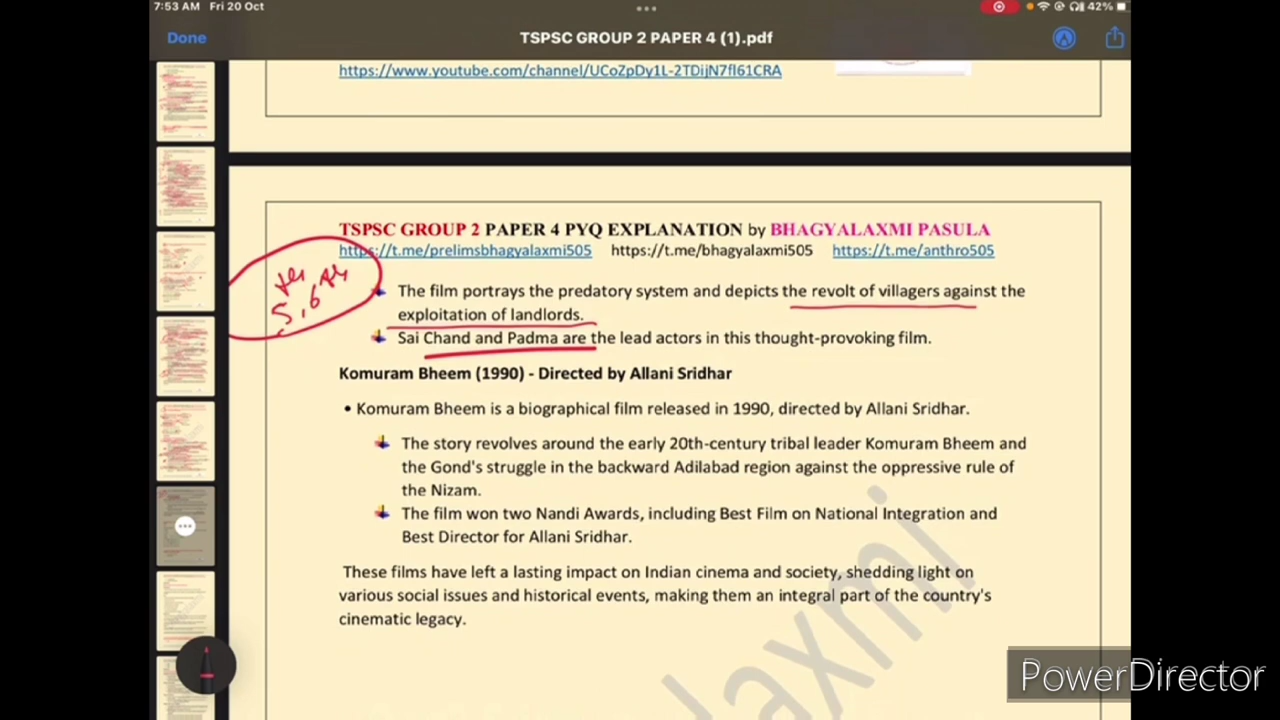 7:53 AM Fri 20 Oct
42%
Done
TSPSC GROUP 2 PAPER 4 (1).pdf
https://www.youtube.com/channel/UCoZpDy1L-2TDijN7fl61CRA
TSPSC GROUP 2 PAPER 4 PYQ EXPLANATION by BHAGYALAXMI PASULA
https://t.me/prelimsbhagyalaxmi505 https://t.me/bhagyalaxmi505 https://t.me/anthro505
5, 6
The film portrays the predatory system and depicts the revolt of villagers against the
exploitation of landlords.
Sai Chand and Padma are the lead actors in this thought-provoking film.
Komuram Bheem (1990) - Directed by Allani Sridhar
• Komuram Bheem is a biographical film released in 1990, directed by Allani Sridhar.
The story revolves around the early 20th-century tribal leader Komuram Bheem and
the Gond's struggle in the backward Adilabad region against the oppressive rule of
the Nizam.
The film won two Nandi Awards, including Best Film on National Integration and
Best Director for Allani Sridhar.
These films have left a lasting impact on Indian cinema and society, shedding light on
various social issues and historical events, making them an integral part of the country's
cinematic legacy.
laxmi
PowerDirector